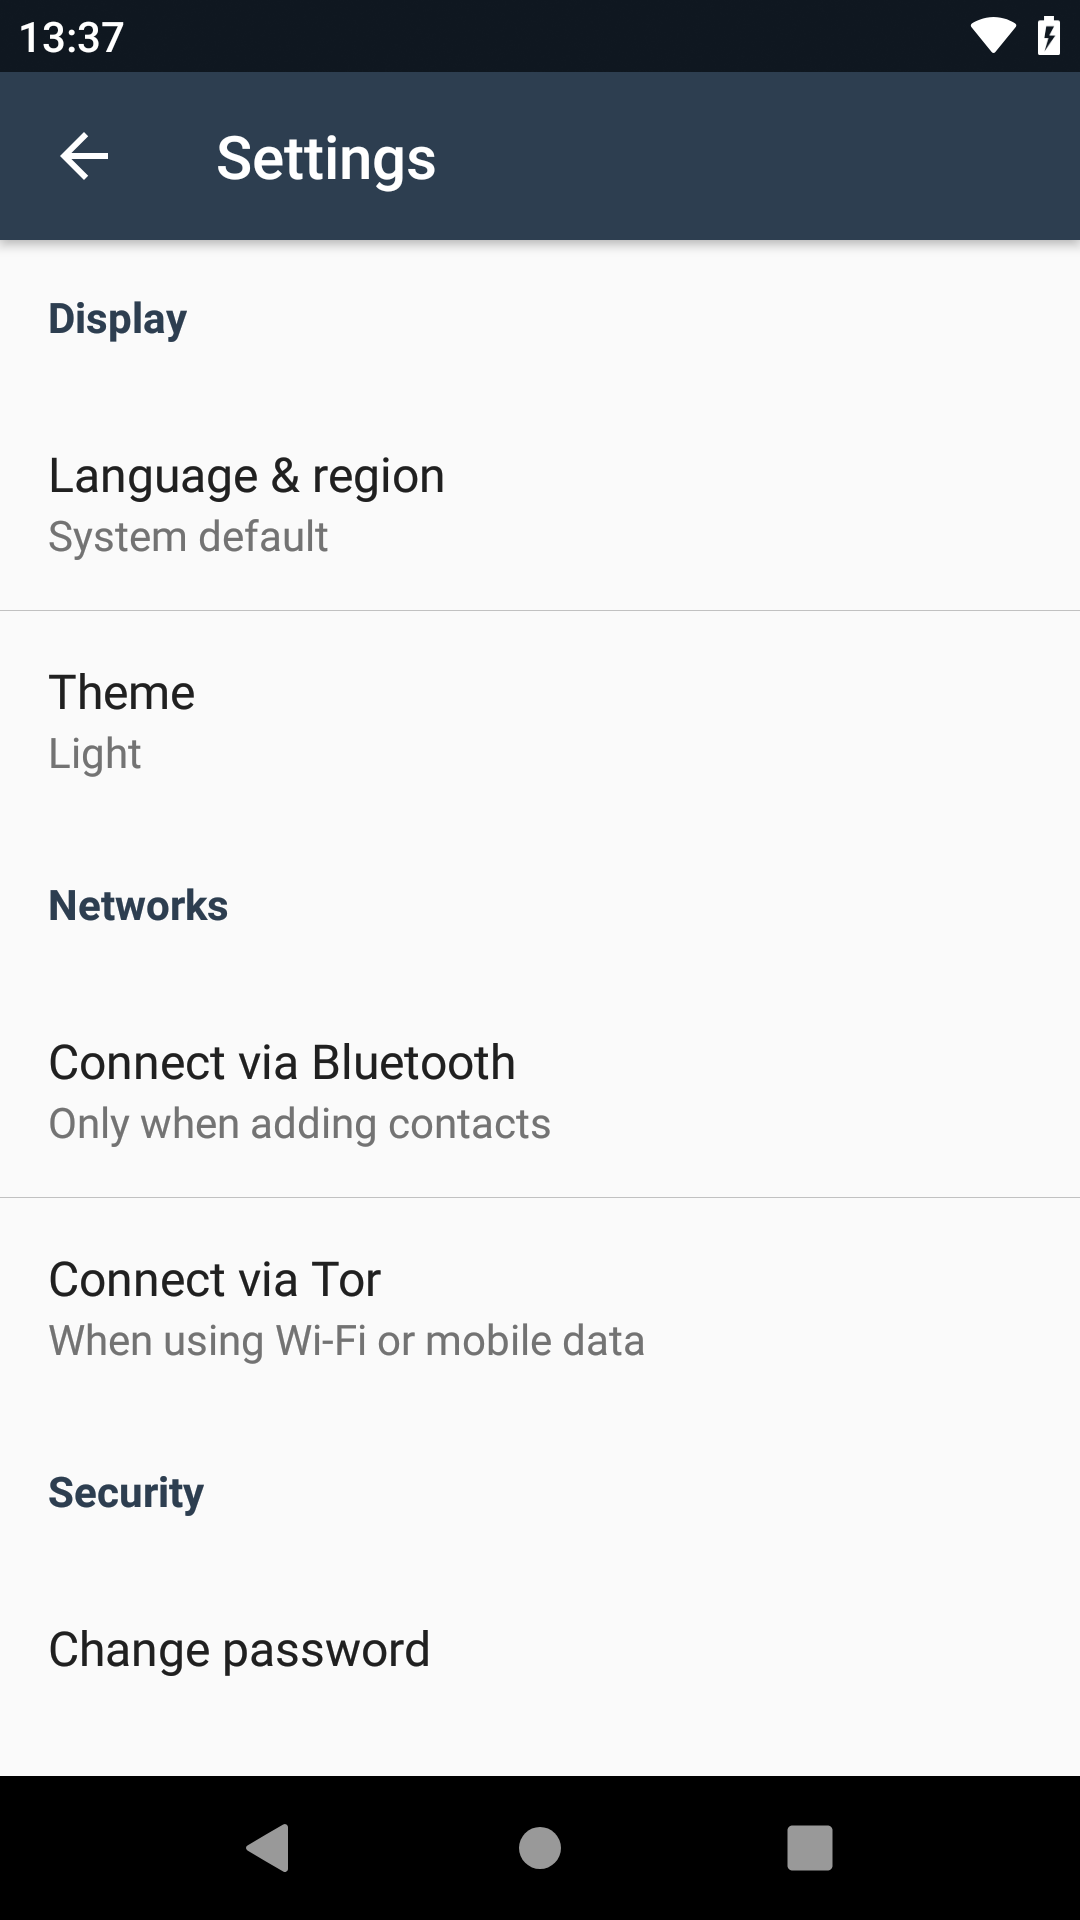 13:37
Settings
Display
Language & region
System default
Theme
Light
Networks
Connect via Bluetooth
Only when adding contacts
Connect via Tor
When using Wi-Fi or mobile data
Security
Change password